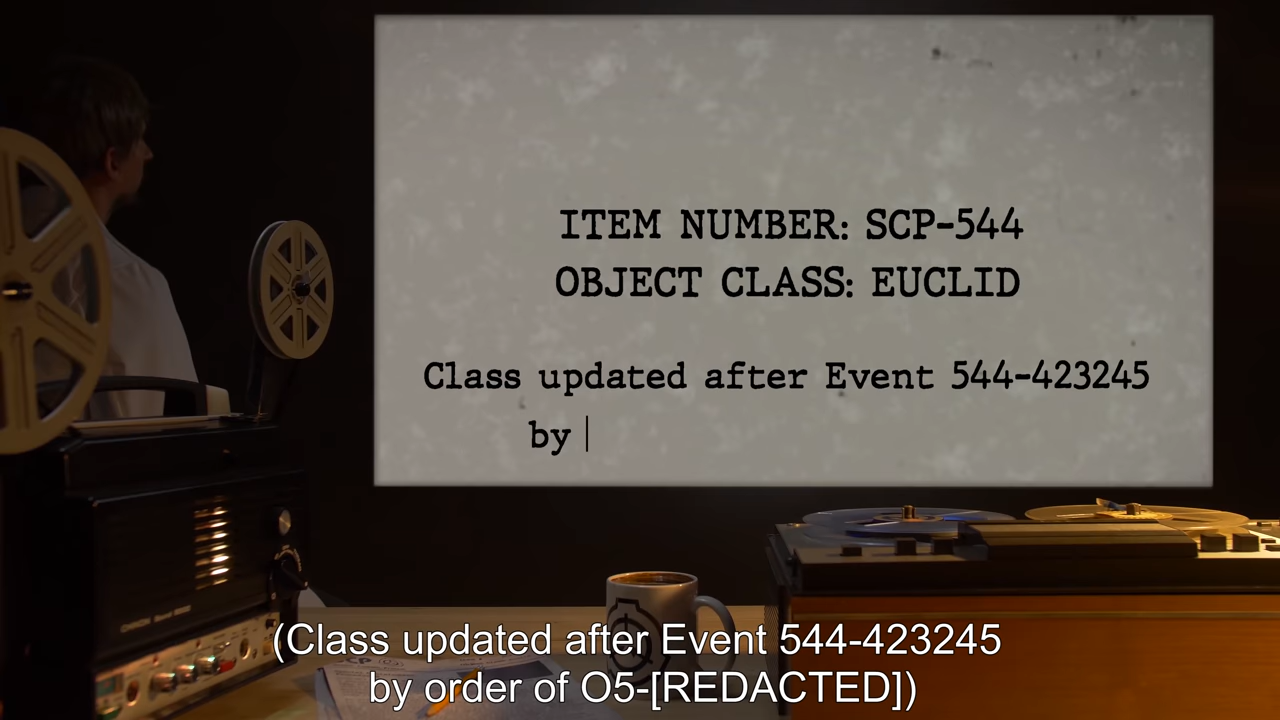 ITEM NUMBER: SCP-544
OBJECT CLASS: EUCLID
Class updated after Event 544-423245
by
(Class updated after Event 544-423245
by order of O5-[REDACTED])